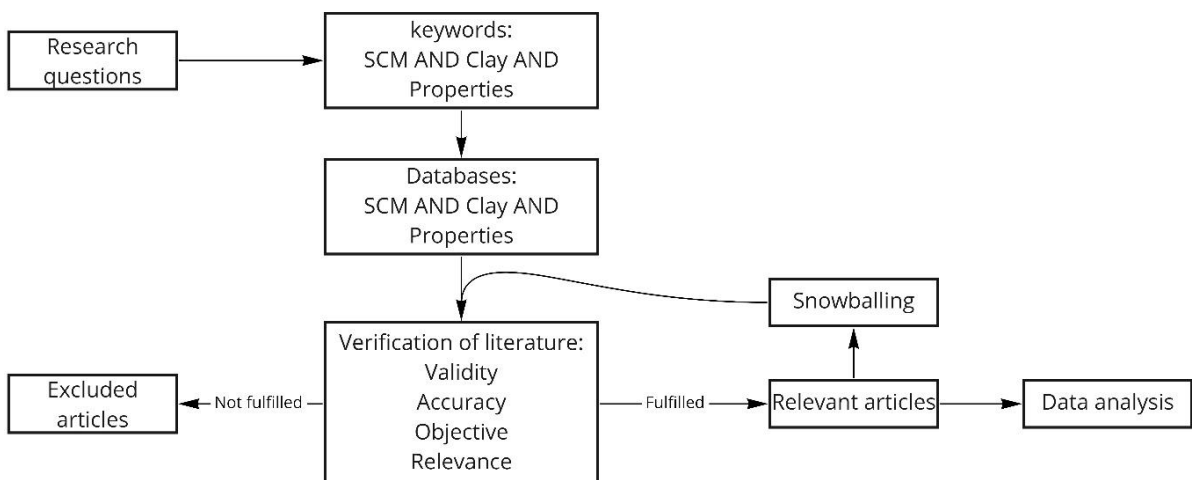 Research
questions
keywords:
SCM AND Clay AND
Properties
Databases:
SCM AND Clay AND
Properties
Snowballing
Verification of literature:
Validity
Accuracy
Objective
Relevance
Excluded
articles
Not fulfilled
Fulfilled
Relevant articles
Data analysis